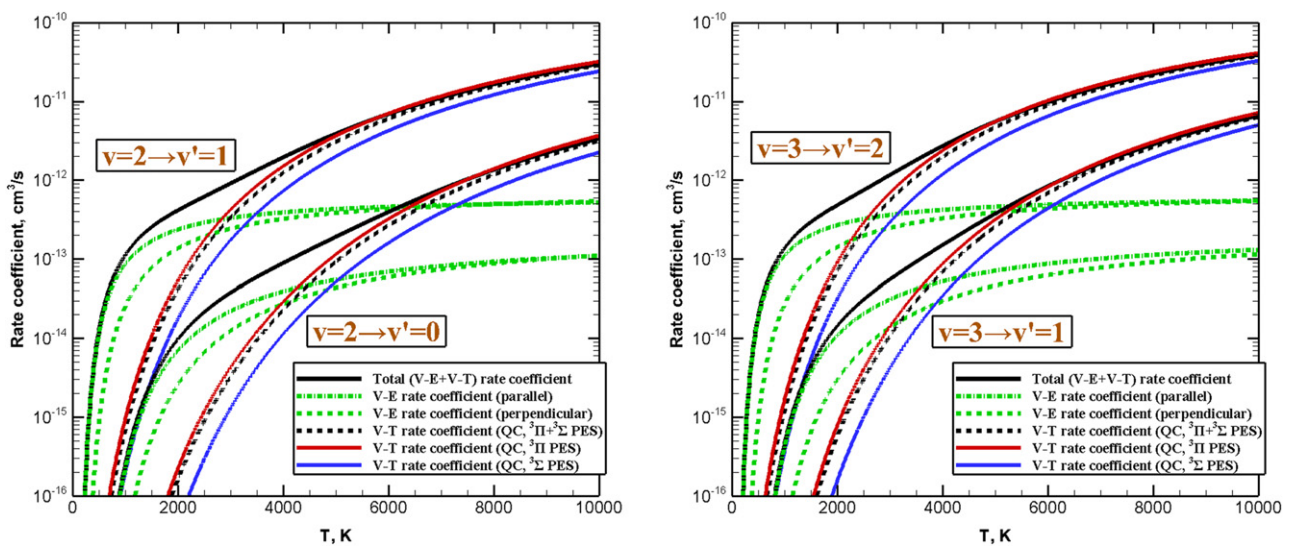 10⁻¹⁰
10⁻¹¹
10⁻¹²
10⁻¹³
10⁻¹⁴
10⁻¹⁵
10⁻¹⁶
Rate coefficient, cm³/s
v=2→v'=1
v=2→v'=0
Total (V-E+V-T) rate coefficient
V-E rate coefficient (parallel)
V-E rate coefficient (perpendicular)
V-T rate coefficient (QC, ³Π+³Σ PES)
V-T rate coefficient (QC, ³Π PES)
V-T rate coefficient (QC, ³Σ PES)
0 2000 4000 6000 8000 10000
T, K
10⁻¹⁰
10⁻¹¹
10⁻¹²
10⁻¹³
10⁻¹⁴
10⁻¹⁵
10⁻¹⁶
Rate coefficient, cm³/s
v=3→v'=2
v=3→v'=1
Total (V-E+V-T) rate coefficient
V-E rate coefficient (parallel)
V-E rate coefficient (perpendicular)
V-T rate coefficient (QC, ³Π+³Σ PES)
V-T rate coefficient (QC, ³Π PES)
V-T rate coefficient (QC, ³Σ PES)
0 2000 4000 6000 8000 10000
T, K